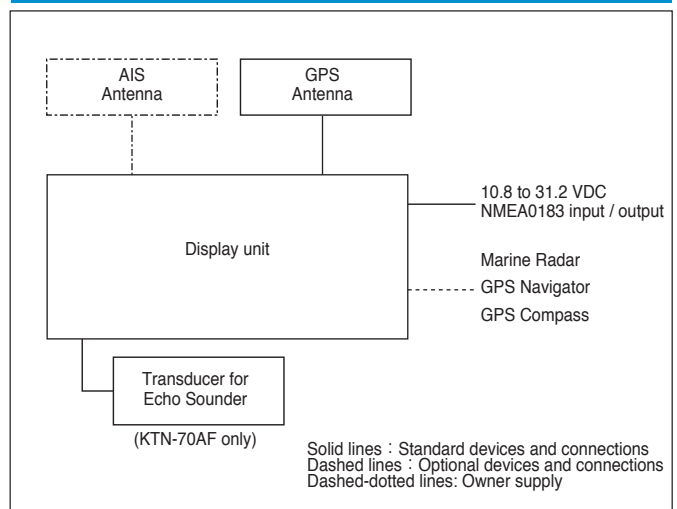 AIS
Antenna
GPS
Antenna
10.8 to 31.2 VDC
NMEA0183 input / output
Display unit
Marine Radar
GPS Navigator
GPS Compass
Transducer for
Echo Sounder
(KTN-70AF only)
Solid lines : Standard devices and connections
Dashed lines : Optional devices and connections
Dashed-dotted lines: Owner supply